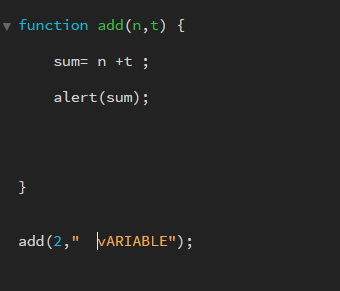 function add(n,t) {
sum= n +t ;
alert(sum);
}
add(2,"  vARIABLE");